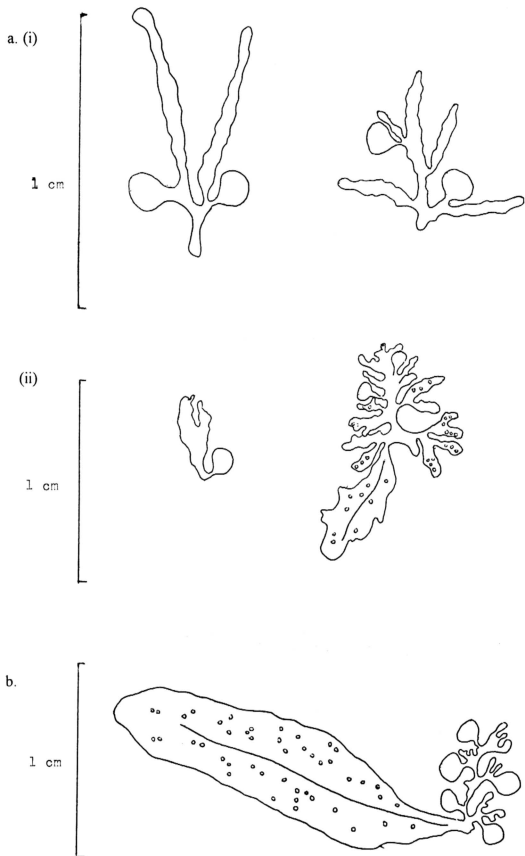 a. (i)
1 cm
(ii)
1 cm
b.
1 cm